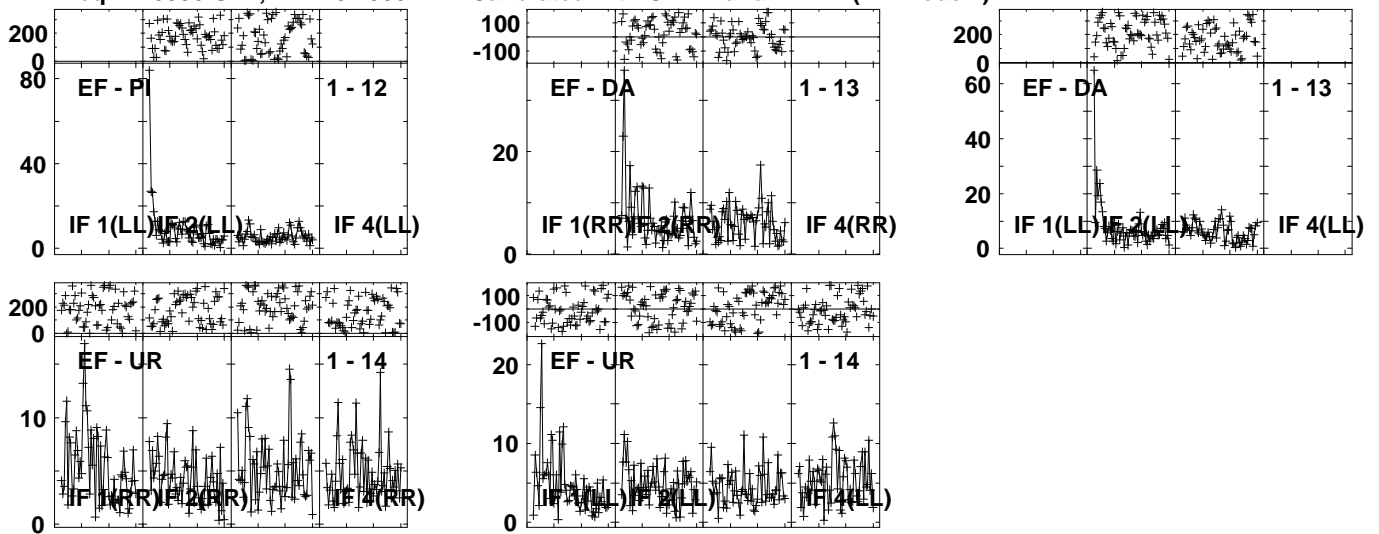 200
0
80
40
0
EF - PI
1 - 12
IF 1(LL)
IF 2(LL)
IF 4(LL)
100
-100
20
0
EF - DA
1 - 13
IF 1(RR)
IF 2(RR)
IF 4(RR)
200
0
60
40
20
0
EF - DA
1 - 13
IF 1(LL)
IF 2(LL)
IF 4(LL)
200
0
10
0
EF - UR
1 - 14
IF 1(RR)
IF 2(RR)
IF 4(RR)
100
-100
20
10
0
EF - UR
1 - 14
IF 1(LL)
IF 2(LL)
IF 4(LL)